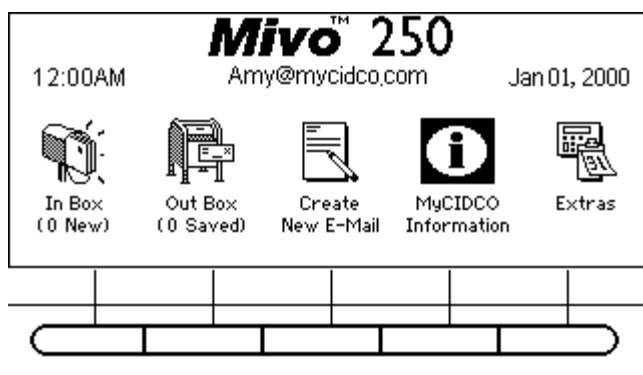 Mivo™ 250
12:00AM Amy@mycidco.com Jan 01, 2000
In Box Out Box Create MyCIDCO Extras
(0 New) (0 Saved) New E-Mail Information
31